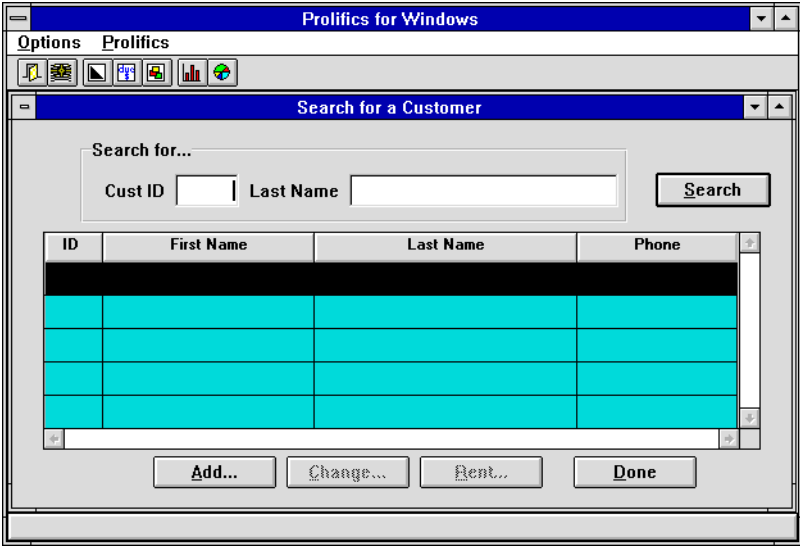 Prolifics for Windows
Options Prolifics
dye
Search for a Customer
Search for...
Cust ID Last Name Search
ID First Name Last Name Phone
Add... Change... Rent... Done